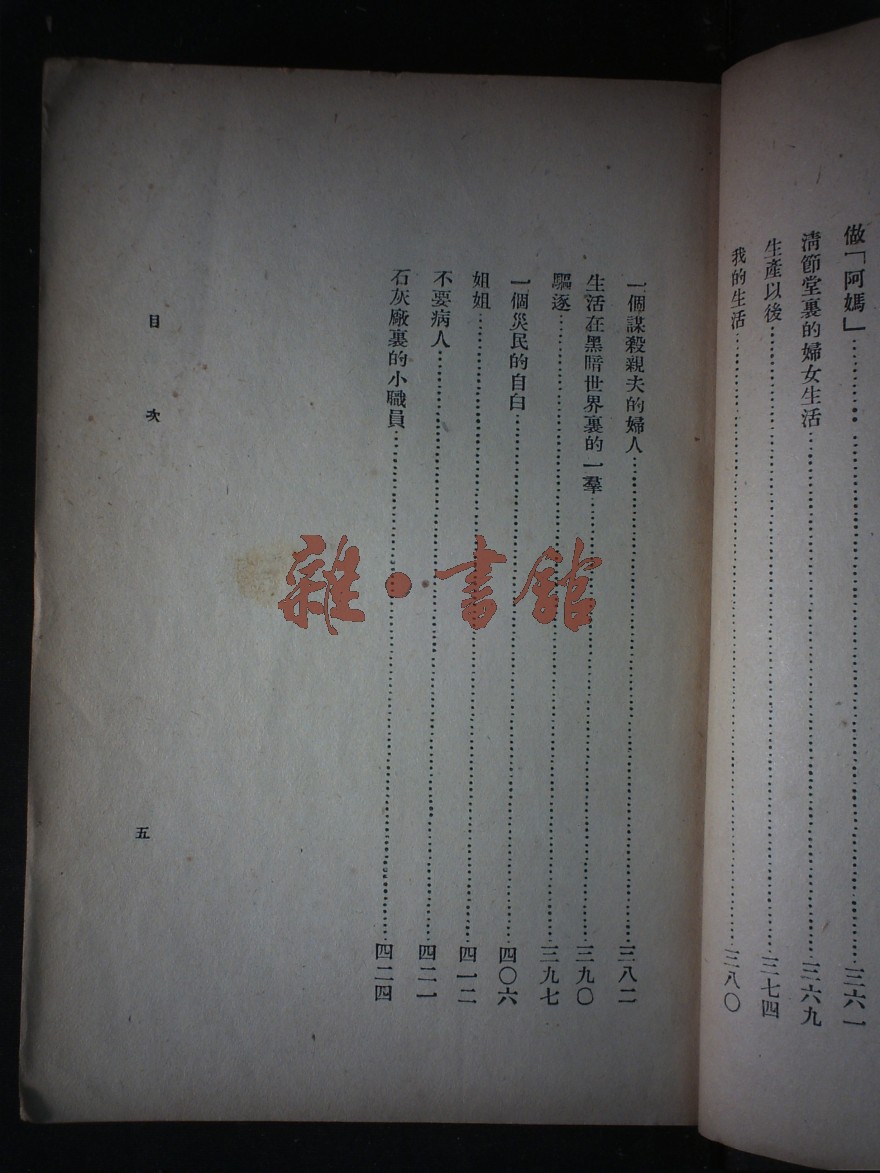 做「阿媽」……三六一
清節堂裏的婦女生活……三六九
生產以後……三七四
我的生活……三八〇
一個謀殺親夫的婦人……三八二
生活在黑暗世界裏的一羣……三九〇
驅逐……三九七
一個災民的自白……四〇六
姐姐……四一二
不要病人……四二一
石灰廠裏的小職員……四二四
目次
五
雜·書館